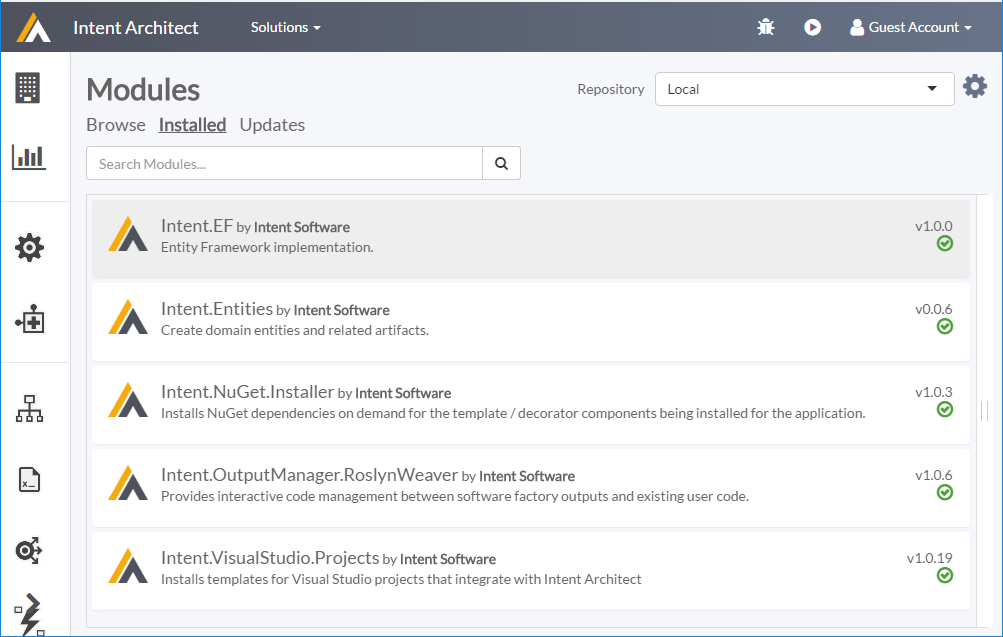 Intent Architect Solutions Guest Account
Modules
Repository Local
Browse Installed Updates
Search Modules...
Intent.EF by Intent Software v1.0.0
Entity Framework implementation.
Intent.Entities by Intent Software v0.0.6
Create domain entities and related artifacts.
Intent.NuGet.Installer by Intent Software v1.0.3
Installs NuGet dependencies on demand for the template / decorator components being installed for the application.
Intent.OutputManager.RoslynWeaver by Intent Software v1.0.6
Provides interactive code management between software factory outputs and existing user code.
Intent.VisualStudio.Projects by Intent Software v1.0.19
Installs templates for Visual Studio projects that integrate with Intent Architect